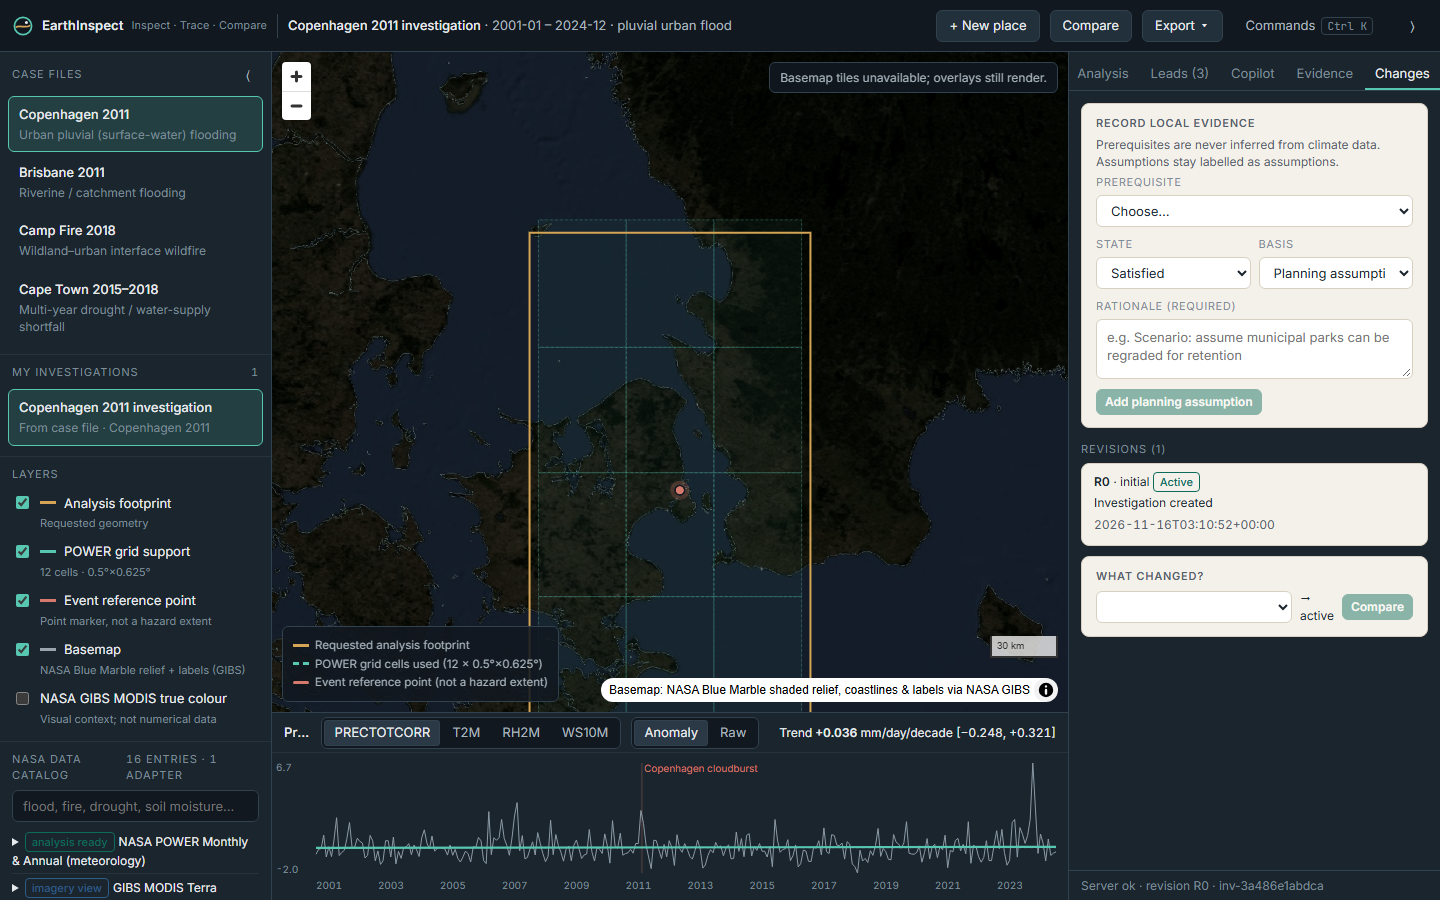 EarthInspect Inspect · Trace · Compare
Copenhagen 2011 investigation · 2001-01 – 2024-12 · pluvial urban flood
+ New place
Compare
Export
Commands Ctrl K
CASE FILES
Copenhagen 2011
Urban pluvial (surface-water) flooding
Brisbane 2011
Riverine / catchment flooding
Camp Fire 2018
Wildland–urban interface wildfire
Cape Town 2015–2018
Multi-year drought / water-supply
shortfall
MY INVESTIGATIONS 1
Copenhagen 2011 investigation
From case file · Copenhagen 2011
LAYERS
Analysis footprint
Requested geometry
POWER grid support
12 cells · 0.5°×0.625°
Event reference point
Point marker, not a hazard extent
Basemap
NASA Blue Marble relief + labels (GIBS)
NASA GIBS MODIS true colour
Visual context; not numerical data
NASA DATA CATALOG
16 ENTRIES · 1 ADAPTER
flood, fire, drought, soil moisture...
analysis ready NASA POWER Monthly
& Annual (meteorology)
imagery view GIBS MODIS Terra
Basemap tiles unavailable; overlays still render.
Requested analysis footprint
POWER grid cells used (12 × 0.5°×0.625°)
Event reference point (not a hazard extent)
30 km
Basemap: NASA Blue Marble shaded relief, coastlines & labels via NASA GIBS
Pr...
PRECTOTCORR T2M RH2M WS10M
Anomaly Raw
Trend +0.036 mm/day/decade [−0.248, +0.321]
6.7
Copenhagen cloudburst
-2.0
2001 2003 2005 2007 2009 2011 2013 2015 2017 2019 2021 2023
Analysis Leads (3) Copilot Evidence Changes
RECORD LOCAL EVIDENCE
Prerequisites are never inferred from climate data.
Assumptions stay labelled as assumptions.
PREREQUISITE
Choose...
STATE
Satisfied
BASIS
Planning assumpti
RATIONALE (REQUIRED)
e.g. Scenario: assume municipal parks can be
regraded for retention
Add planning assumption
REVISIONS (1)
R0 · initial Active
Investigation created
2026-11-16T03:10:52+00:00
WHAT CHANGED?
→
active
Compare
Server ok · revision R0 · inv-3a486e1abdca